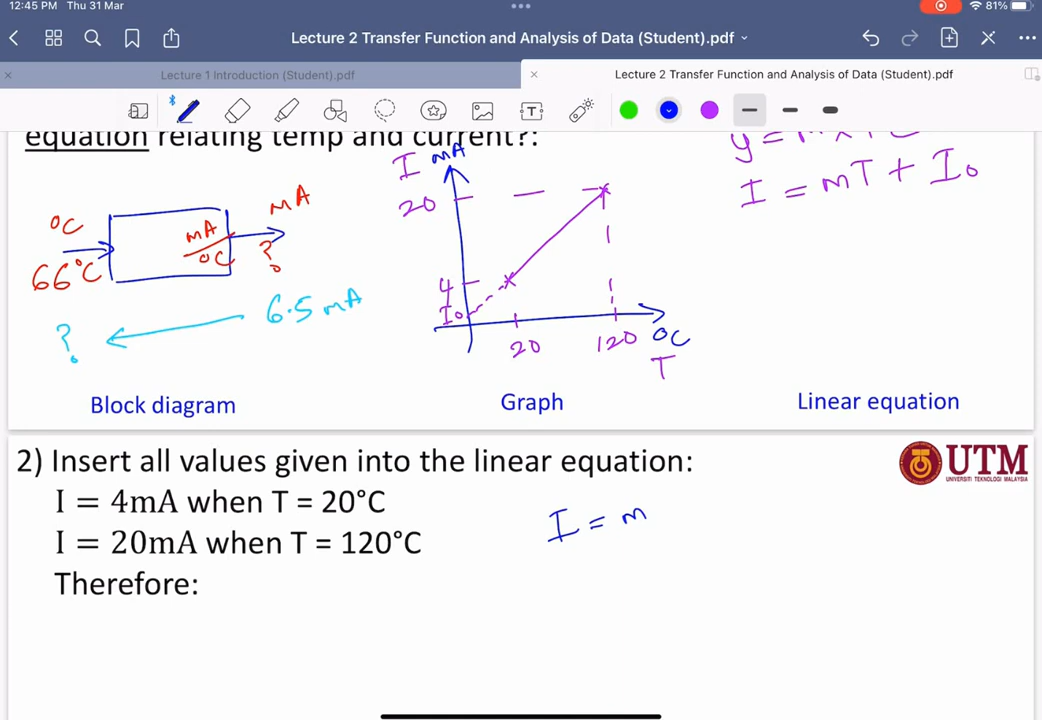 12:45 PM Thu 31 Mar
81%
Lecture 2 Transfer Function and Analysis of Data (Student).pdf
Lecture 1 Introduction (Student).pdf
Lecture 2 Transfer Function and Analysis of Data (Student).pdf
equation relating temp and current?:
y = mx + C
I = mT + I₀
°C
66°C
mA/°C
mA
?
6.5 mA
?
I mA
20
4
I₀
20
120
°C
T
Block diagram
Graph
Linear equation
2) Insert all values given into the linear equation:
I = 4mA when T = 20°C
I = 20mA when T = 120°C
Therefore:
I = m
UTM
UNIVERSITI TEKNOLOGI MALAYSIA